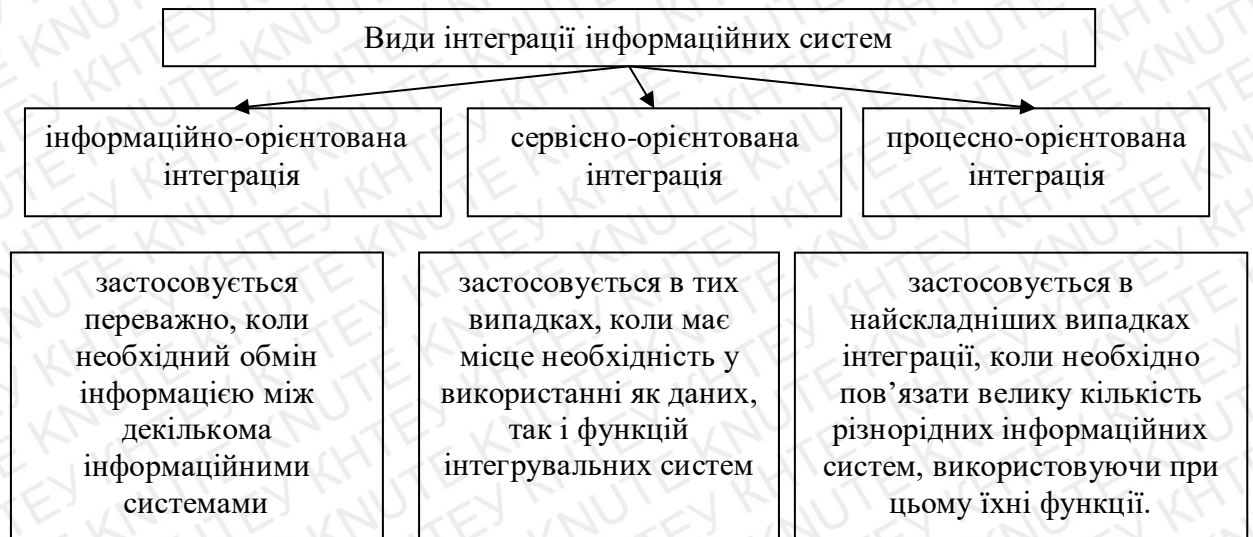 Види інтеграції інформаційних систем
інформаційно-орієнтована
інтеграція
сервісно-орієнтована
інтеграція
процесно-орієнтована
інтеграція
застосовується
переважно, коли
необхідний обмін
інформацією між
декількома
інформаційними
системами
застосовується в тих
випадках, коли має
місце необхідність у
використанні як даних,
так і функцій
інтегрувальних систем
застосовується в
найскладніших випадках
інтеграції, коли необхідно
пов’язати велику кількість
різнорідних інформаційних
систем, використовуючи при
цьому їхні функції.